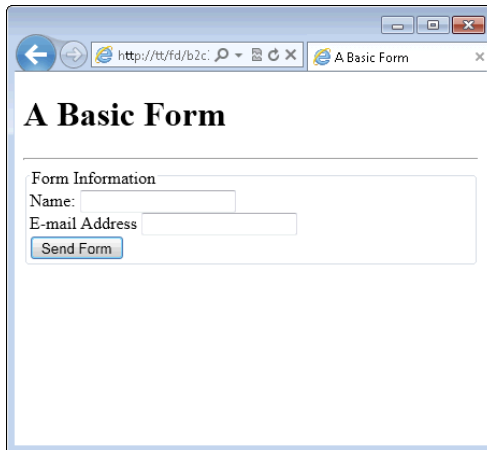 http://tt/fd/b2c
A Basic Form
A Basic Form
Form Information
Name:
E-mail Address
Send Form